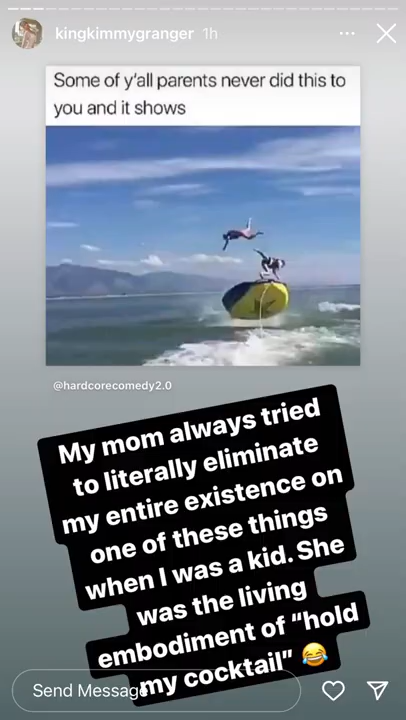 kingkimmygranger 1h
Some of y'all parents never did this to
you and it shows
@hardcorecomedy2.0
My mom always tried
to literally eliminate
my entire existence on
one of these things
when I was a kid. She
was the living
embodiment of “hold
my cocktail” 😂
Send Message